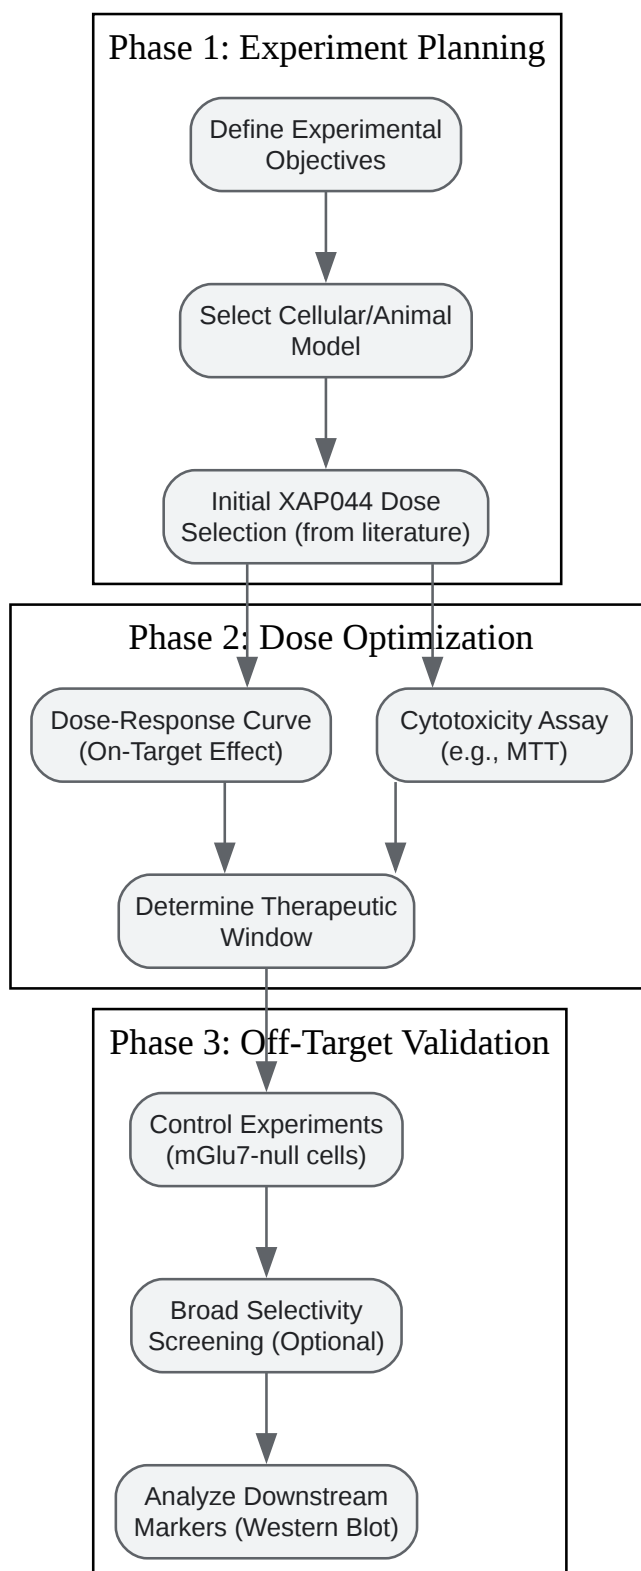 Phase 1: Experiment Planning
Define Experimental
Objectives
Select Cellular/Animal
Model
Initial XAP044 Dose
Selection (from literature)
Phase 2: Dose Optimization
Dose-Response Curve
(On-Target Effect)
Cytotoxicity Assay
(e.g., MTT)
Determine Therapeutic
Window
Phase 3: Off-Target Validation
Control Experiments
(mGlu7-null cells)
Broad Selectivity
Screening (Optional)
Analyze Downstream
Markers (Western Blot)